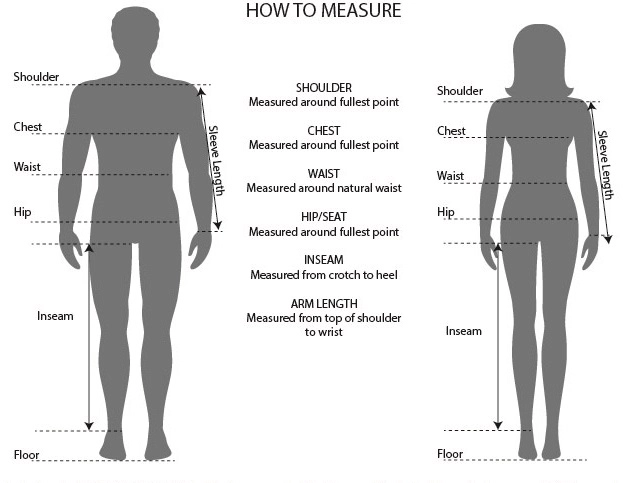 HOW TO MEASURE
Shoulder
Chest
Waist
Hip
Sleeve Length
Inseam
Floor
SHOULDER
Measured around fullest point
CHEST
Measured around fullest point
WAIST
Measured around natural waist
HIP/SEAT
Measured around fullest point
INSEAM
Measured from crotch to heel
ARM LENGTH
Measured from top of shoulder
to wrist
Shoulder
Chest
Waist
Hip
Sleeve Length
Inseam
Floor